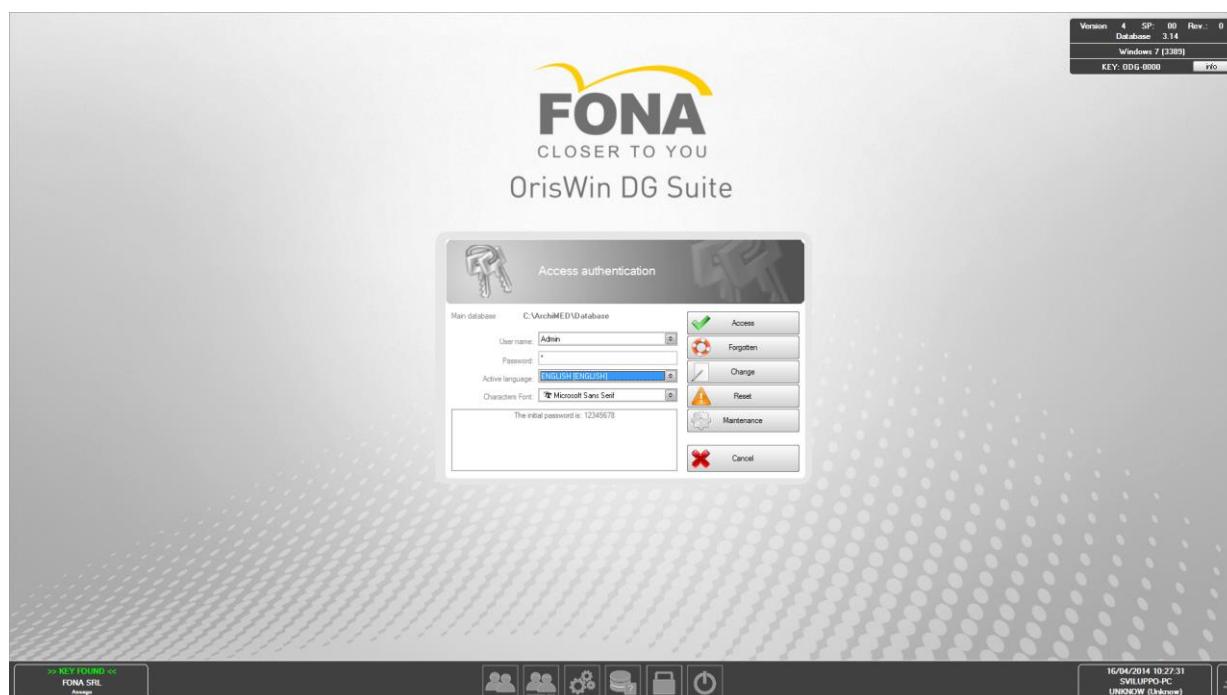 Version 4 SP: 00 Rev.: 0
Database 3.14
Windows 7 [3389]
KEY: ODG-0000 info
FONA
CLOSER TO YOU
OrisWin DG Suite
Access authentication
Main database C:\ArchiMED\Database
User name: Admin
Password: *
Active language: ENGLISH [ENGLISH]
Characters Font: Microsoft Sans Serif
The initial password is: 12345678
Access
Forgotten
Change
Reset
Maintenance
Cancel
>> KEY FOUND <<
FONA SRL
Assago
16/04/2014 10:27:31
SVILUPPO-PC
UNKNOW (Unknow)